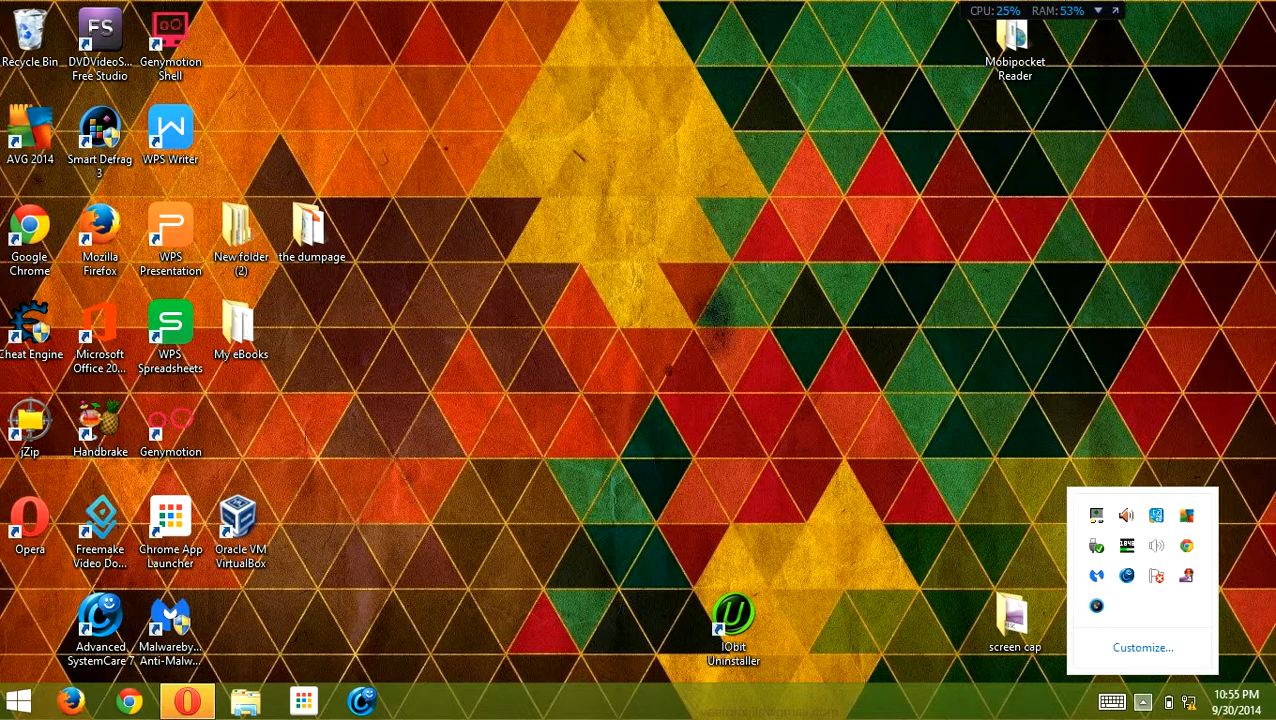 CPU: 25% RAM: 53%
Recycle Bin
DVDVideoS...
Free Studio
Genymotion
Shell
Mobipocket
Reader
AVG 2014
Smart Defrag
3
WPS Writer
Google
Chrome
Mozilla
Firefox
WPS
Presentation
New folder
(2)
the dumpage
Cheat Engine
Microsoft
Office 20...
WPS
Spreadsheets
My eBooks
jZip
Handbrake
Genymotion
Opera
Freemake
Video Do...
Chrome App
Launcher
Oracle VM
VirtualBox
Advanced
SystemCare 7
Malwareby...
Anti-Malw...
IObit
Uninstaller
screen cap
Customize...
10:55 PM
9/30/2014